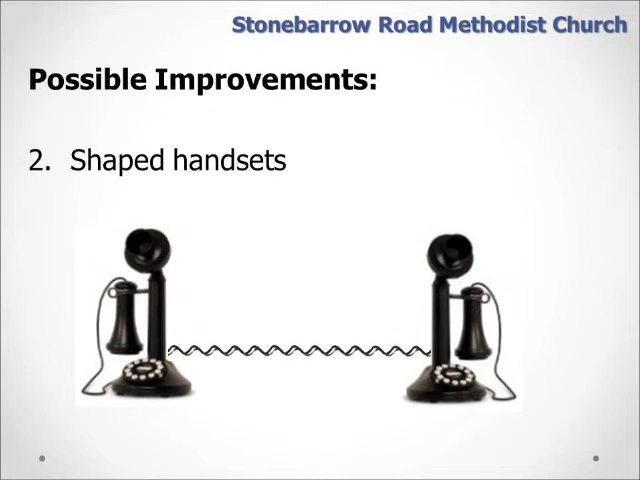 Stonebarrow Road Methodist Church
Possible Improvements:
2. Shaped handsets